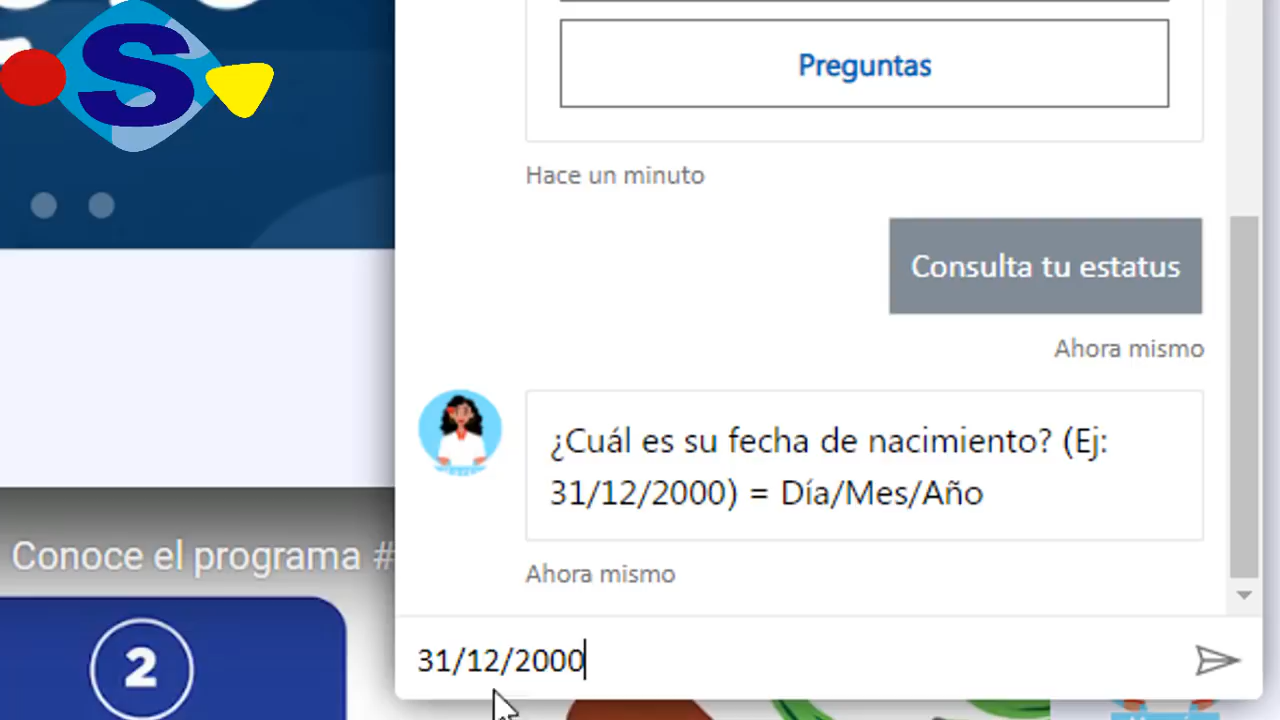 S
Preguntas
Hace un minuto
Consulta tu estatus
Ahora mismo
¿Cuál es su fecha de nacimiento? (Ej:
31/12/2000) = Día/Mes/Año
Ahora mismo
Conoce el programa #
2
31/12/2000